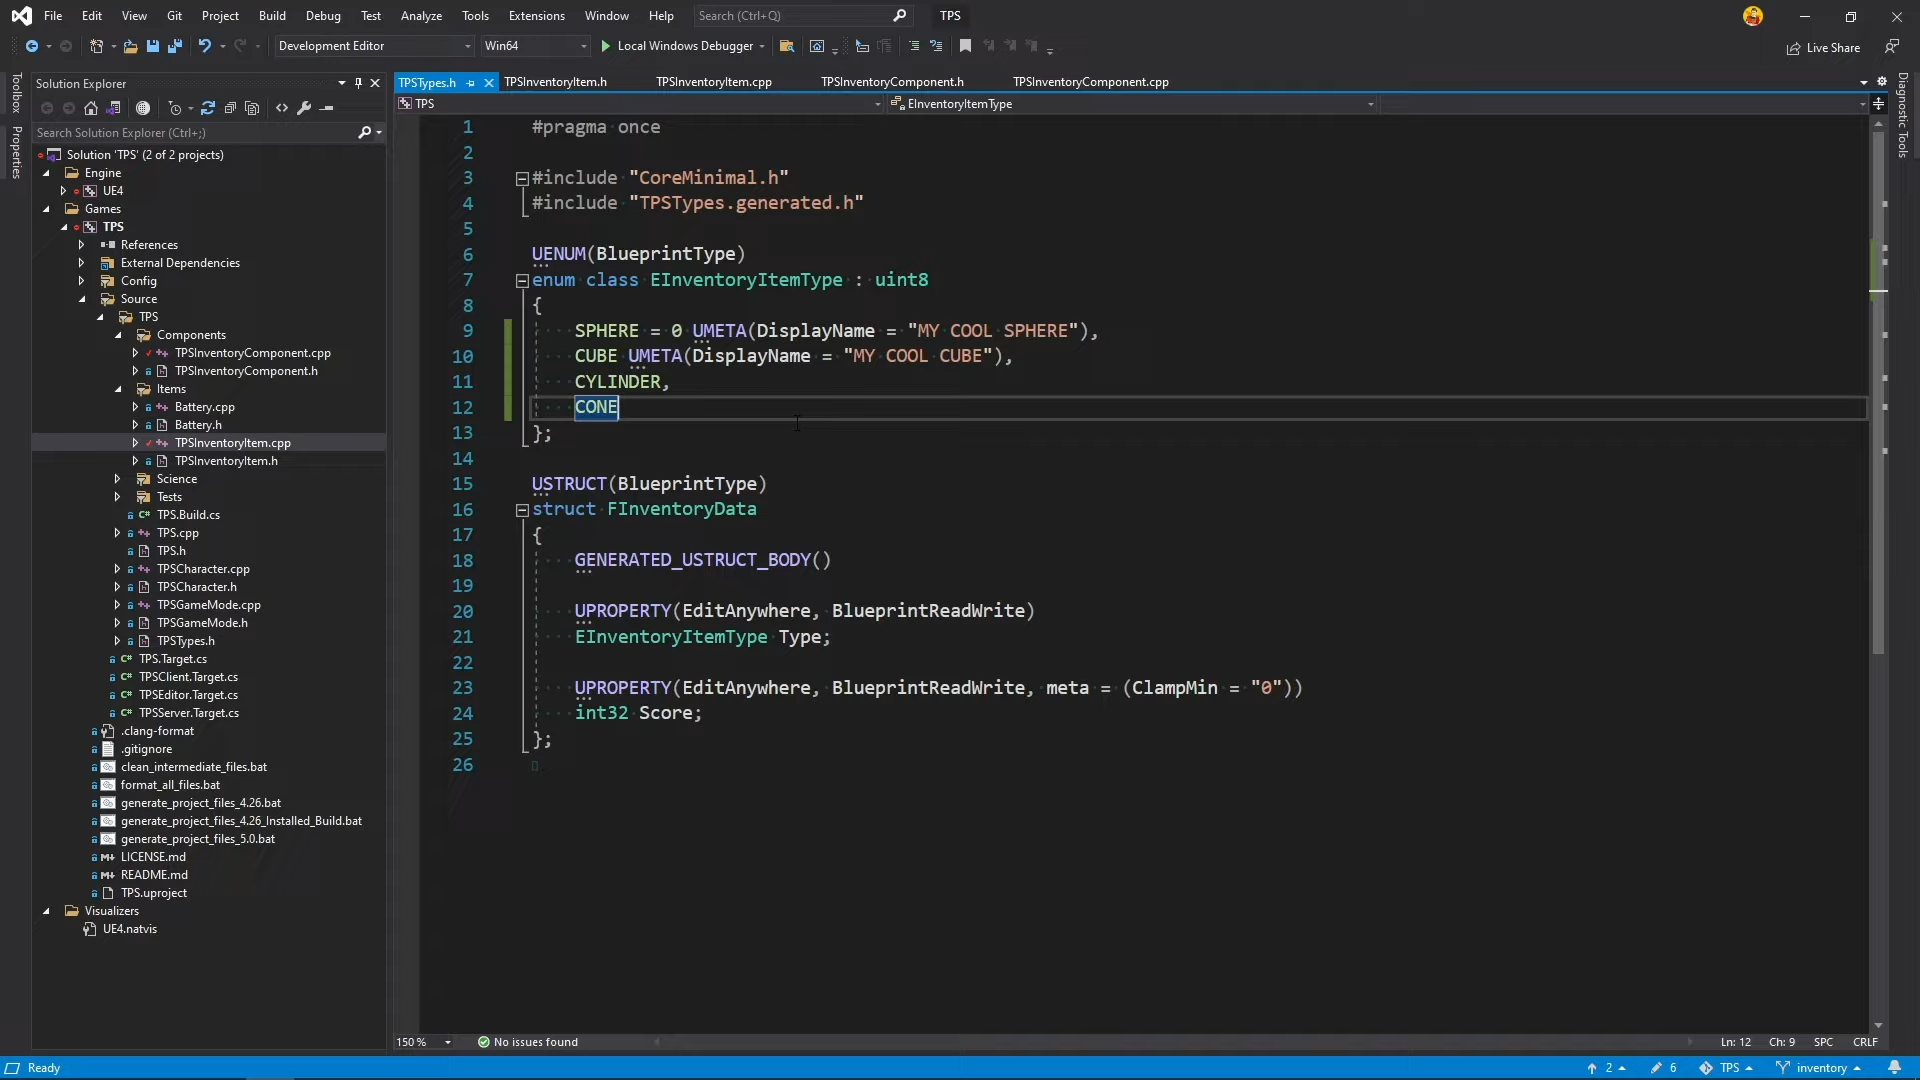 File Edit View Git Project Build Debug Test Analyze Tools Extensions Window Help Search (Ctrl+Q) TPS
Development Editor Win64 Local Windows Debugger Live Share
Toolbox
Properties
Solution Explorer
Search Solution Explorer (Ctrl+;)
Solution 'TPS' (2 of 2 projects)
Engine
UE4
Games
TPS
References
External Dependencies
Config
Source
TPS
Components
TPSInventoryComponent.cpp
TPSInventoryComponent.h
Items
Battery.cpp
Battery.h
TPSInventoryItem.cpp
TPSInventoryItem.h
Science
Tests
TPS.Build.cs
TPS.cpp
TPS.h
TPSCharacter.cpp
TPSCharacter.h
TPSGameMode.cpp
TPSGameMode.h
TPSTypes.h
TPS.Target.cs
TPSClient.Target.cs
TPSEditor.Target.cs
TPSServer.Target.cs
.clang-format
.gitignore
clean_intermediate_files.bat
format_all_files.bat
generate_project_files_4.26.bat
generate_project_files_4.26_Installed_Build.bat
generate_project_files_5.0.bat
LICENSE.md
README.md
TPS.uproject
Visualizers
UE4.natvis
TPSTypes.h TPSInventoryItem.h TPSInventoryItem.cpp TPSInventoryComponent.h TPSInventoryComponent.cpp
TPS EInventoryItemType
1 #pragma once
2
3 #include "CoreMinimal.h"
4 #include "TPSTypes.generated.h"
5
6 UENUM(BlueprintType)
7 enum class EInventoryItemType : uint8
8 {
9 SPHERE = 0 UMETA(DisplayName = "MY COOL SPHERE"),
10 CUBE UMETA(DisplayName = "MY COOL CUBE"),
11 CYLINDER,
12 CONE
13 };
14
15 USTRUCT(BlueprintType)
16 struct FInventoryData
17 {
18 GENERATED_USTRUCT_BODY()
19
20 UPROPERTY(EditAnywhere, BlueprintReadWrite)
21 EInventoryItemType Type;
22
23 UPROPERTY(EditAnywhere, BlueprintReadWrite, meta = (ClampMin = "0"))
24 int32 Score;
25 };
26
Diagnostic Tools
150 % No issues found Ln: 12 Ch: 9 SPC CRLF
Ready 2 6 TPS inventory